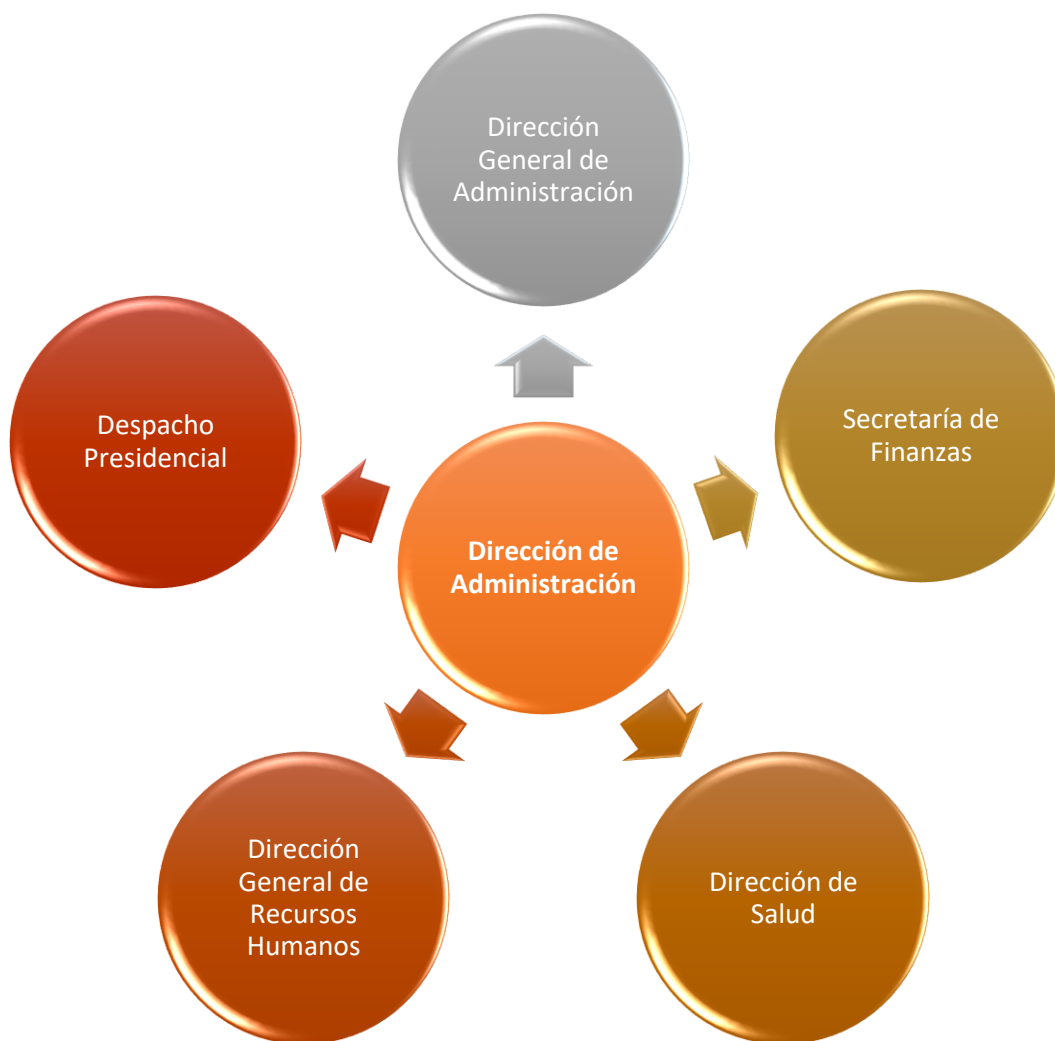 Dirección
General de
Administración
Despacho
Presidencial
Secretaría de
Finanzas
Dirección de
Administración
Dirección
General de
Recursos
Humanos
Dirección de
Salud